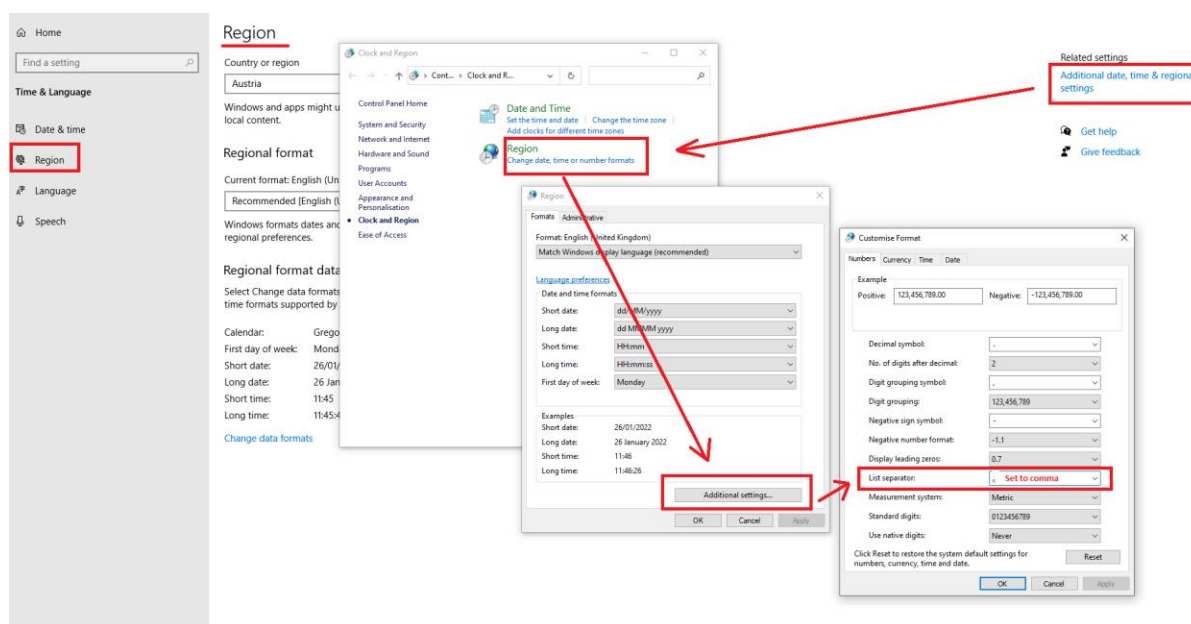 Home
Find a setting
Time & Language
Date & time
Region
Language
Speech
Region
Country or region
Austria
Windows and apps might u
local content.
Regional format
Current format: English (Un
Recommended [English (U
Windows formats dates and
regional preferences.
Regional format data
Select Change data formats
time formats supported by
Calendar: Grego
First day of week: Mond
Short date: 26/01/
Long date: 26 Jan
Short time: 11:45
Long time: 11:45:4
Change data formats
Clock and Region
Cont... > Clock and R...
Control Panel Home
System and Security
Network and Internet
Hardware and Sound
Programs
User Accounts
Appearance and
Personalisation
Clock and Region
Ease of Access
Date and Time
Set the time and date Change the time zone
Add clocks for different time zones
Region
Change date, time or number formats
Region
Formats Administrative
Format: English (United Kingdom)
Match Windows display language (recommended)
Language preferences
Date and time formats
Short date: dd/MM/yyyy
Long date: dd MMMM yyyy
Short time: HH:mm
Long time: HH:mm:ss
First day of week: Monday
Examples
Short date: 26/01/2022
Long date: 26 January 2022
Short time: 11:46
Long time: 11:46:26
Additional settings...
OK Cancel Apply
Customise Format
Numbers Currency Time Date
Example
Positive: 123,456,789.00 Negative: -123,456,789.00
Decimal symbol: .
No. of digits after decimal: 2
Digit grouping symbol: ,
Digit grouping: 123,456,789
Negative sign symbol: -
Negative number format: -1.1
Display leading zeros: 0.7
List separator: , Set to comma
Measurement system: Metric
Standard digits: 0123456789
Use native digits: Never
Click Reset to restore the system default settings for
numbers, currency, time and date.
Reset
OK Cancel Apply
Related settings
Additional date, time & regiona
settings
Get help
Give feedback